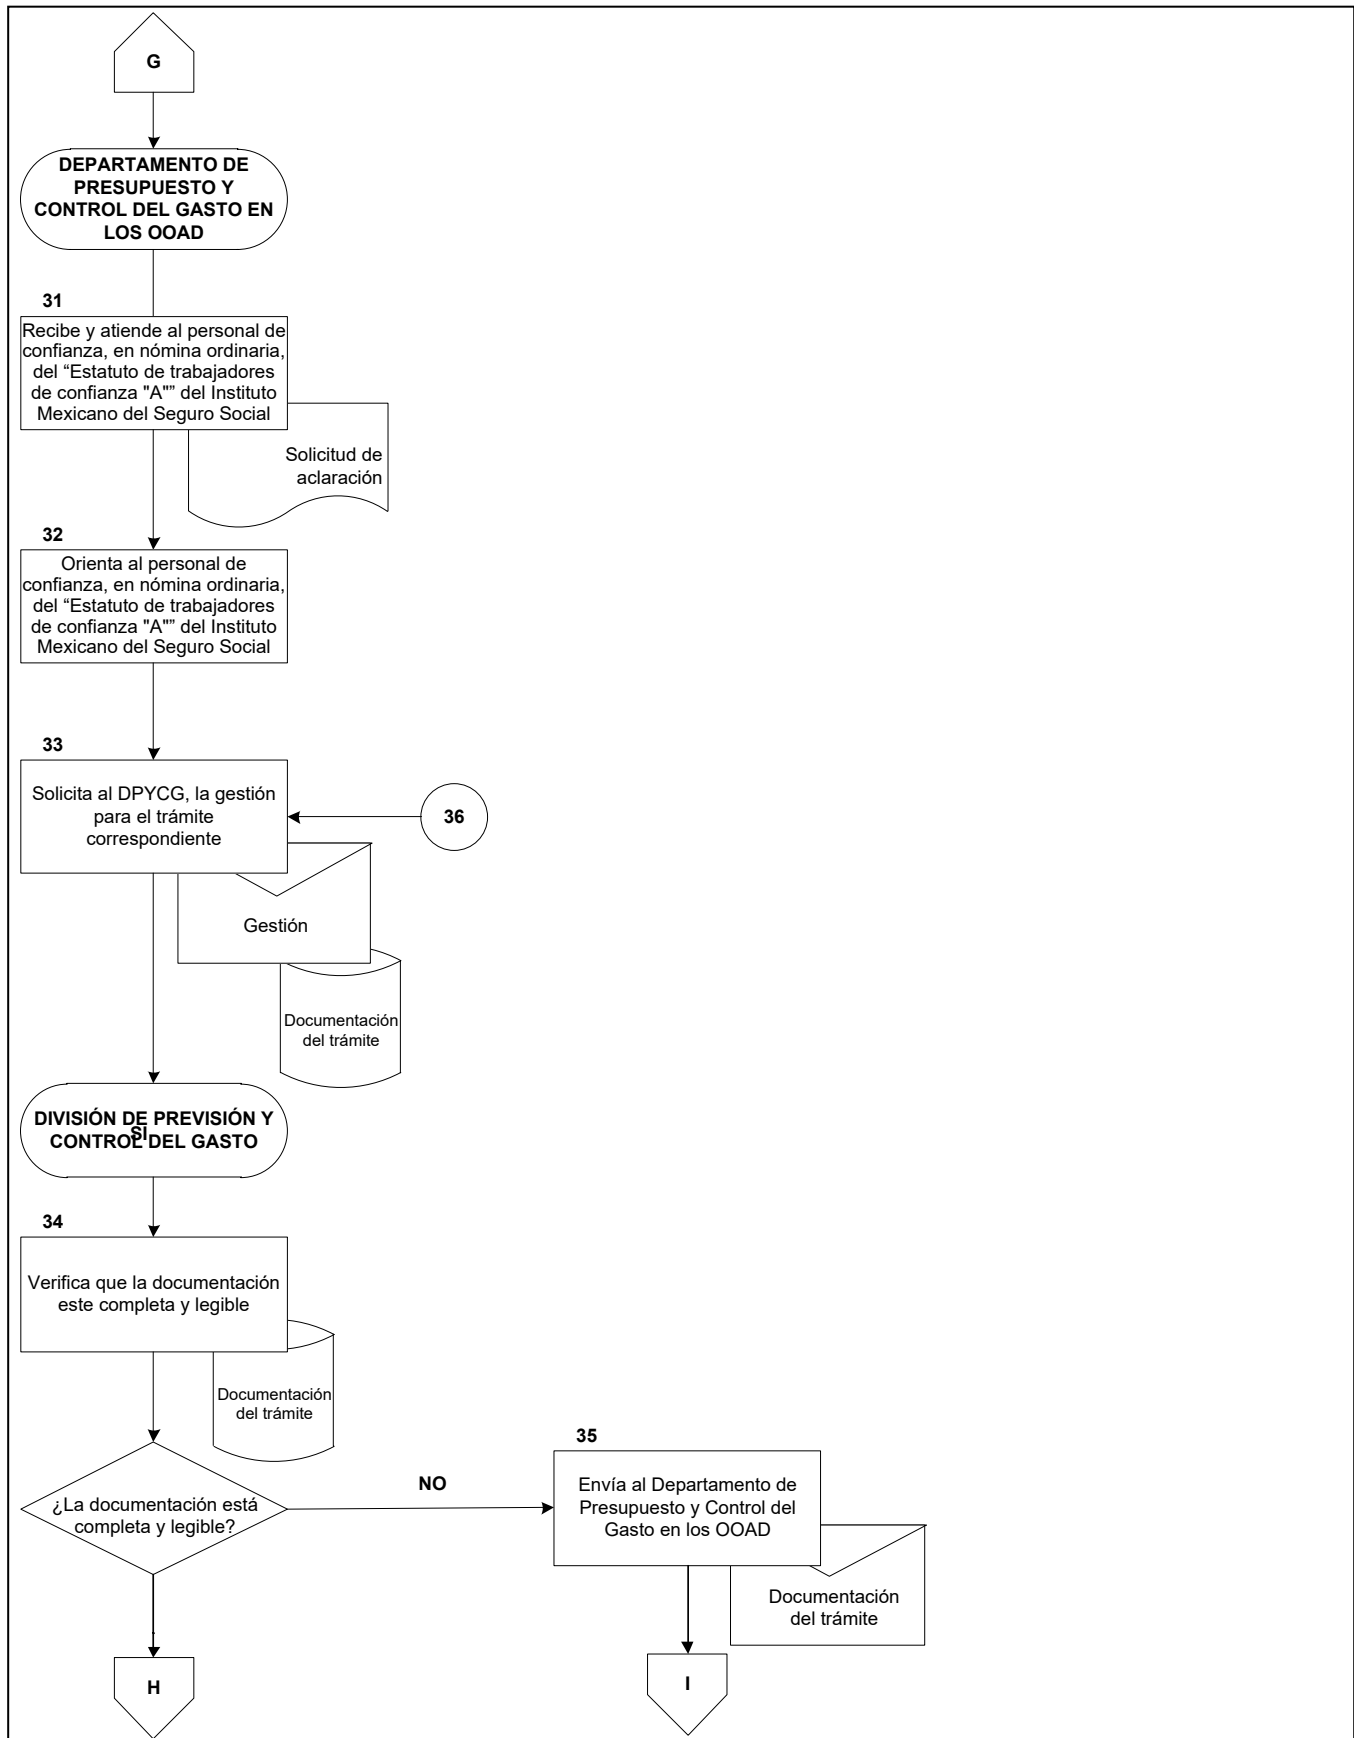 G
DEPARTAMENTO DE
PRESUPUESTO Y
CONTROL DEL GASTO EN
LOS OOAD
31
Recibe y atiende al personal de
confianza, en nómina ordinaria,
del “Estatuto de trabajadores
de confianza "A"” del Instituto
Mexicano del Seguro Social
Solicitud de
aclaración
32
Orienta al personal de
confianza, en nómina ordinaria,
del “Estatuto de trabajadores
de confianza "A"” del Instituto
Mexicano del Seguro Social
33
Solicita al DPYCG, la gestión
para el trámite
correspondiente
36
Gestión
Documentación
del trámite
DIVISIÓN DE PREVISIÓN Y
CONTROL DEL GASTO
SI
34
Verifica que la documentación
este completa y legible
Documentación
del trámite
¿La documentación está
completa y legible?
NO
35
Envía al Departamento de
Presupuesto y Control del
Gasto en los OOAD
Documentación
del trámite
H
I